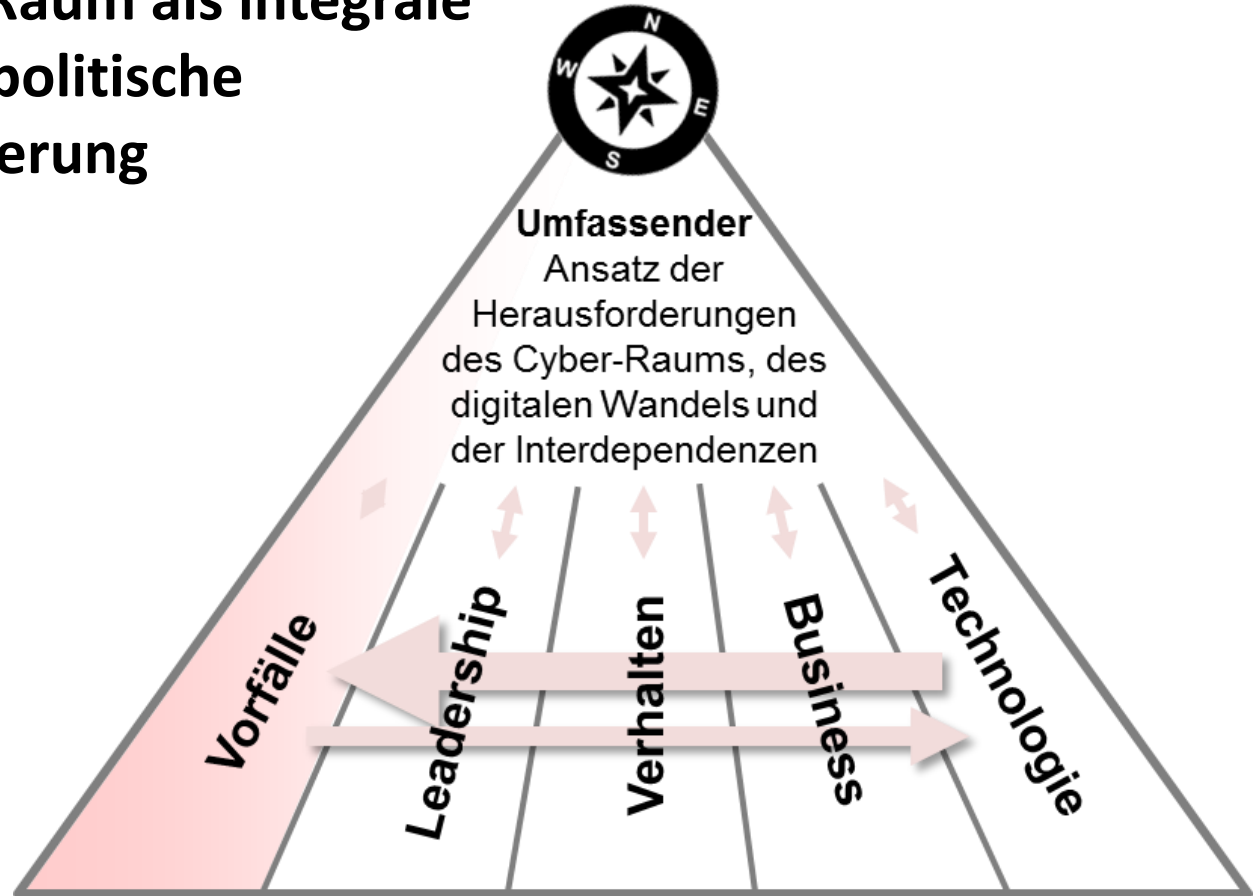 Raum als integrale
politische
erung
N
W
E
S
Umfassender
Ansatz der
Herausforderungen
des Cyber-Raums, des
digitalen Wandels und
der Interdependenzen
Vorfälle
Leadership
Verhalten
Business
Technologie